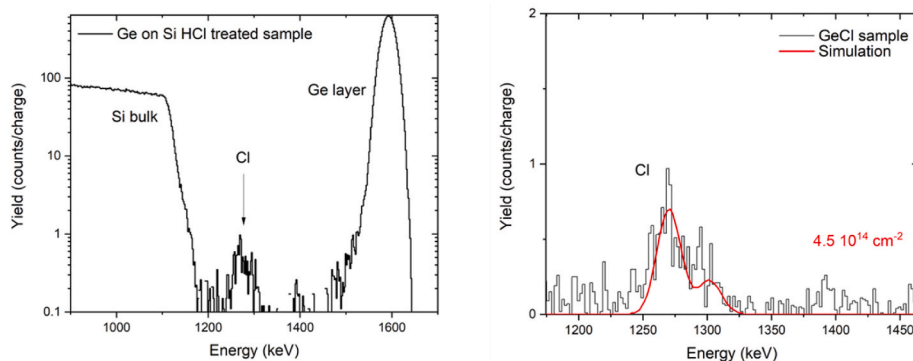 Ge on Si HCl treated sample
Ge layer
Si bulk
Cl
Yield (counts/charge)
100
10
1
0.1
1000
1200
1400
1600
Energy (keV)
GeCl sample
Simulation
Cl
4.5 10¹⁴ cm⁻²
Yield (counts/charge)
2
1
0
1200
1250
1300
1350
1400
1450
Energy (keV)